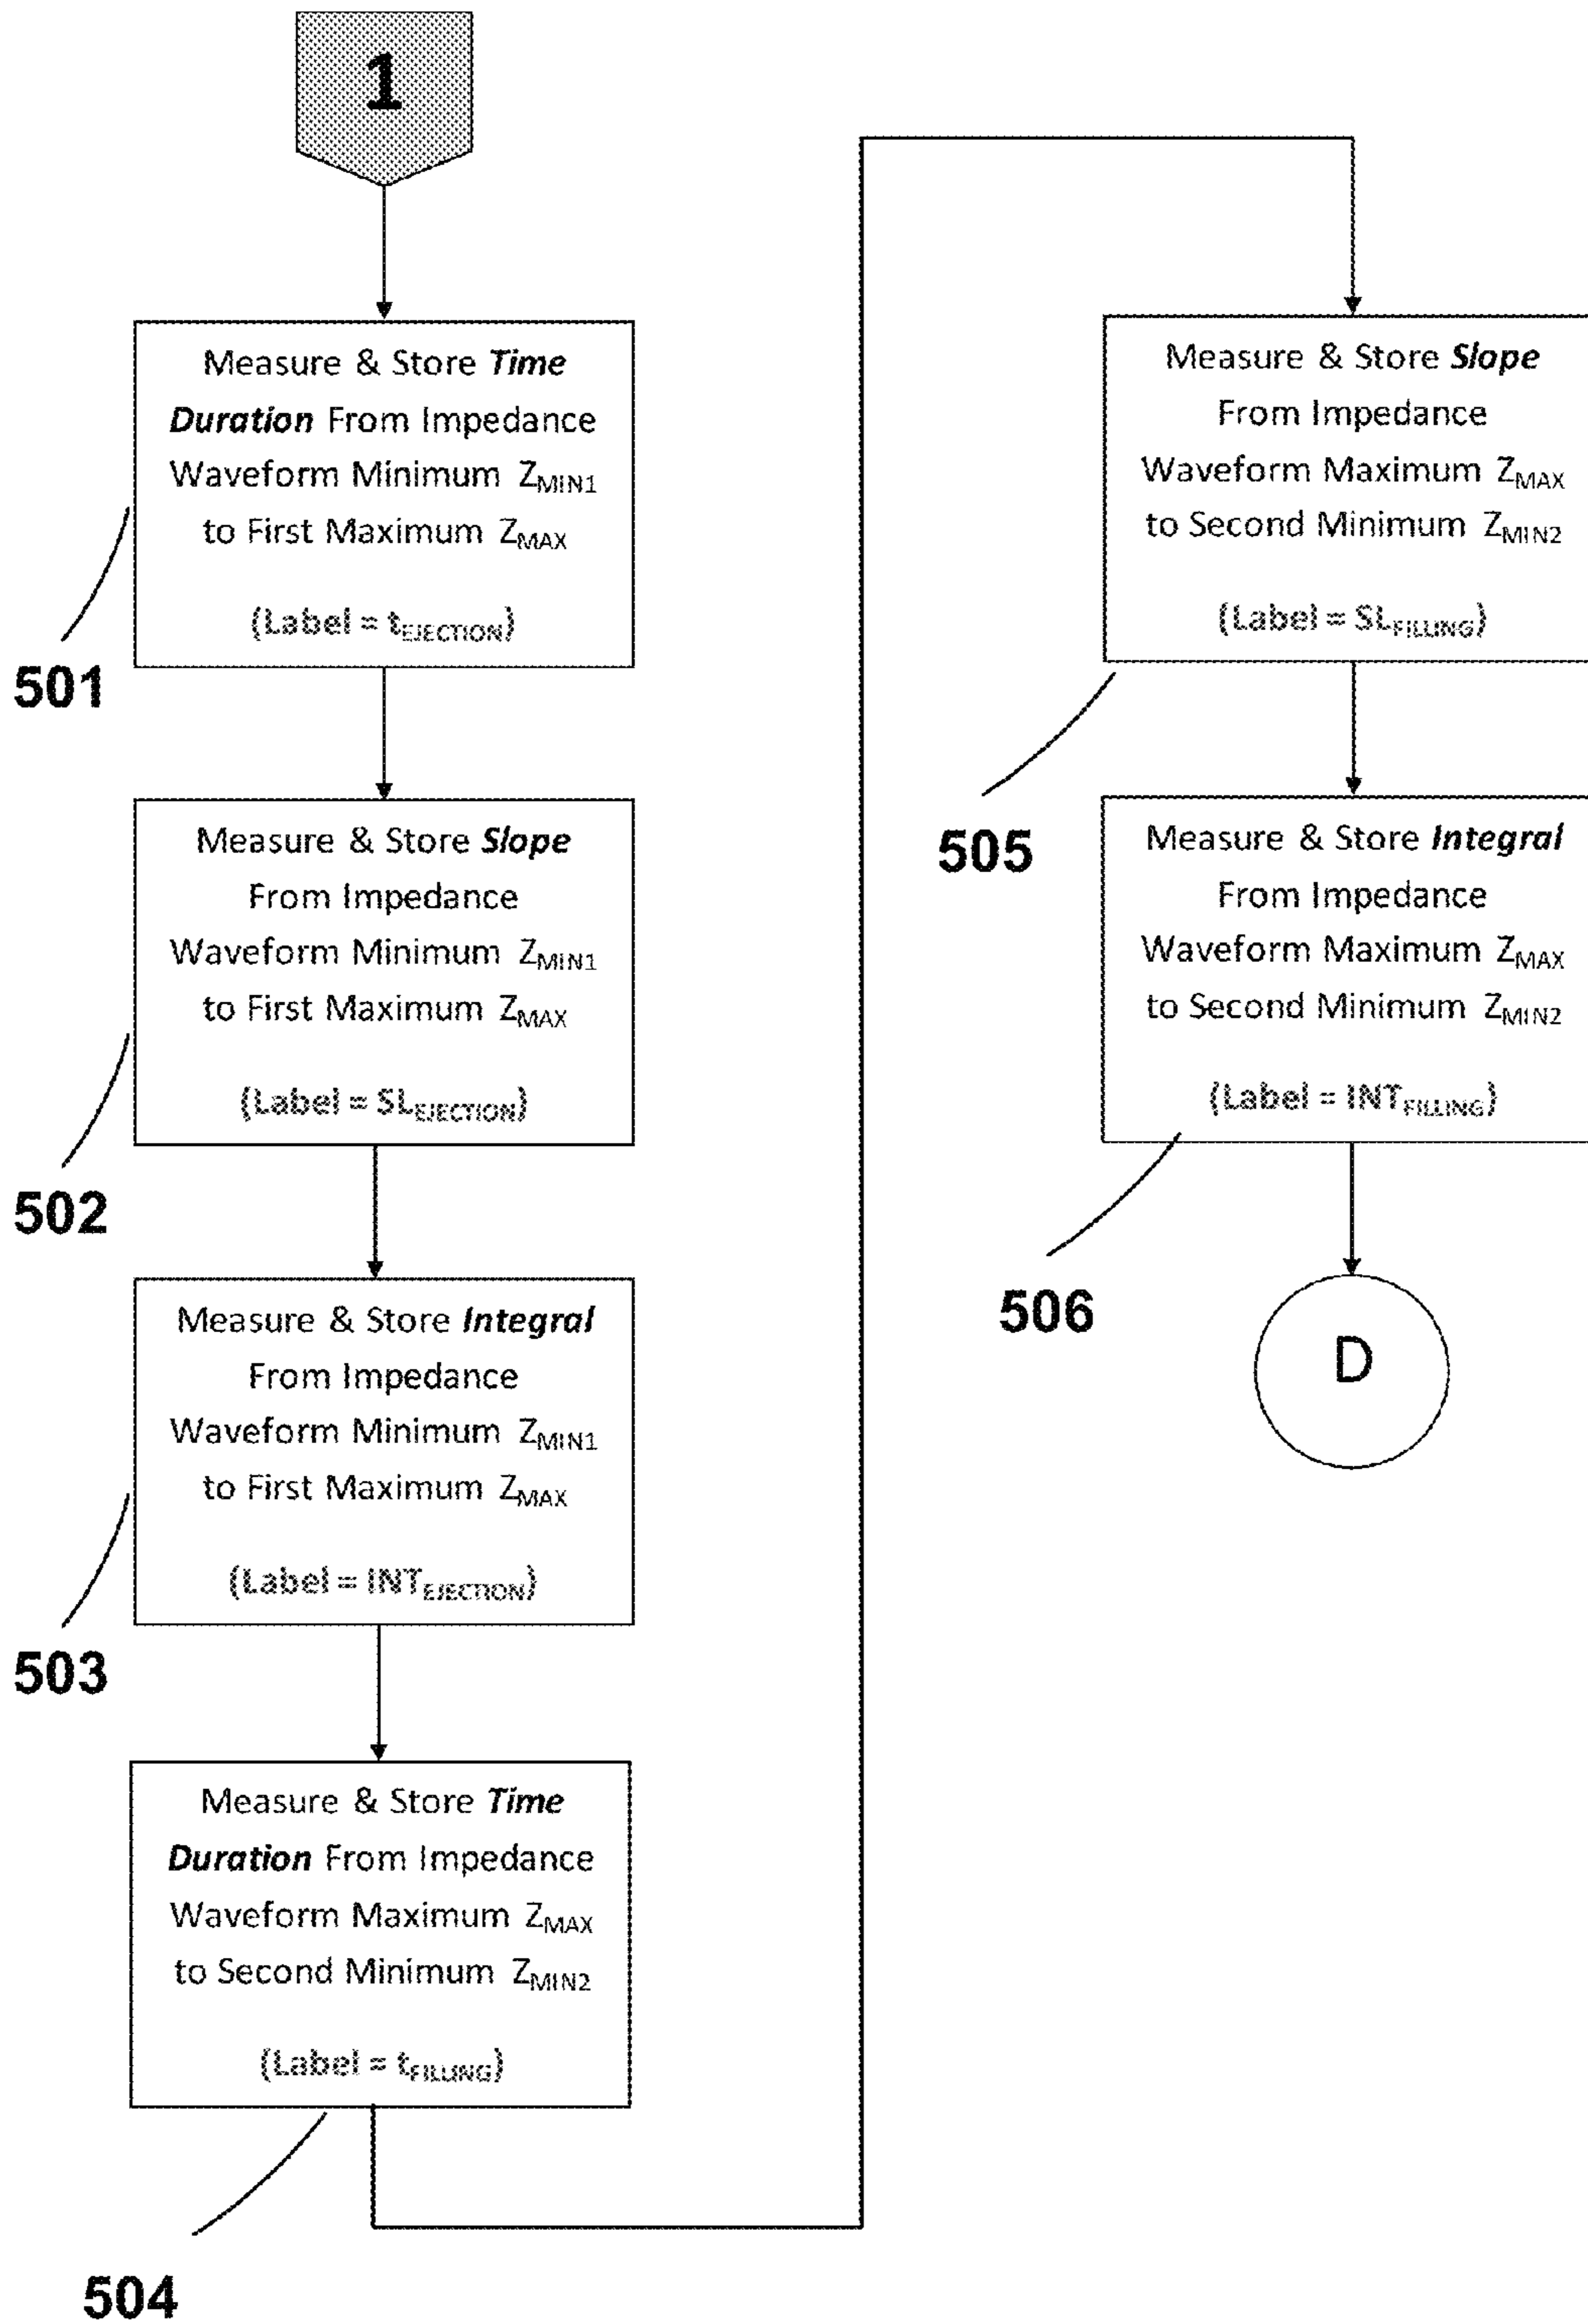 1
Measure & Store Time
Duration From Impedance
Waveform Minimum ZMIN1
to First Maximum ZMAX
(Label = tEJECTION)
501
Measure & Store Slope
From Impedance
Waveform Minimum ZMIN1
to First Maximum ZMAX
(Label = SLEJECTION)
502
Measure & Store Integral
From Impedance
Waveform Minimum ZMIN1
to First Maximum ZMAX
(Label = INTEJECTION)
503
Measure & Store Time
Duration From Impedance
Waveform Maximum ZMAX
to Second Minimum ZMIN2
(Label = tFILLING)
504
Measure & Store Slope
From Impedance
Waveform Maximum ZMAX
to Second Minimum ZMIN2
(Label = SLFILLING)
505
Measure & Store Integral
From Impedance
Waveform Maximum ZMAX
to Second Minimum ZMIN2
(Label = INTFILLING)
506
D